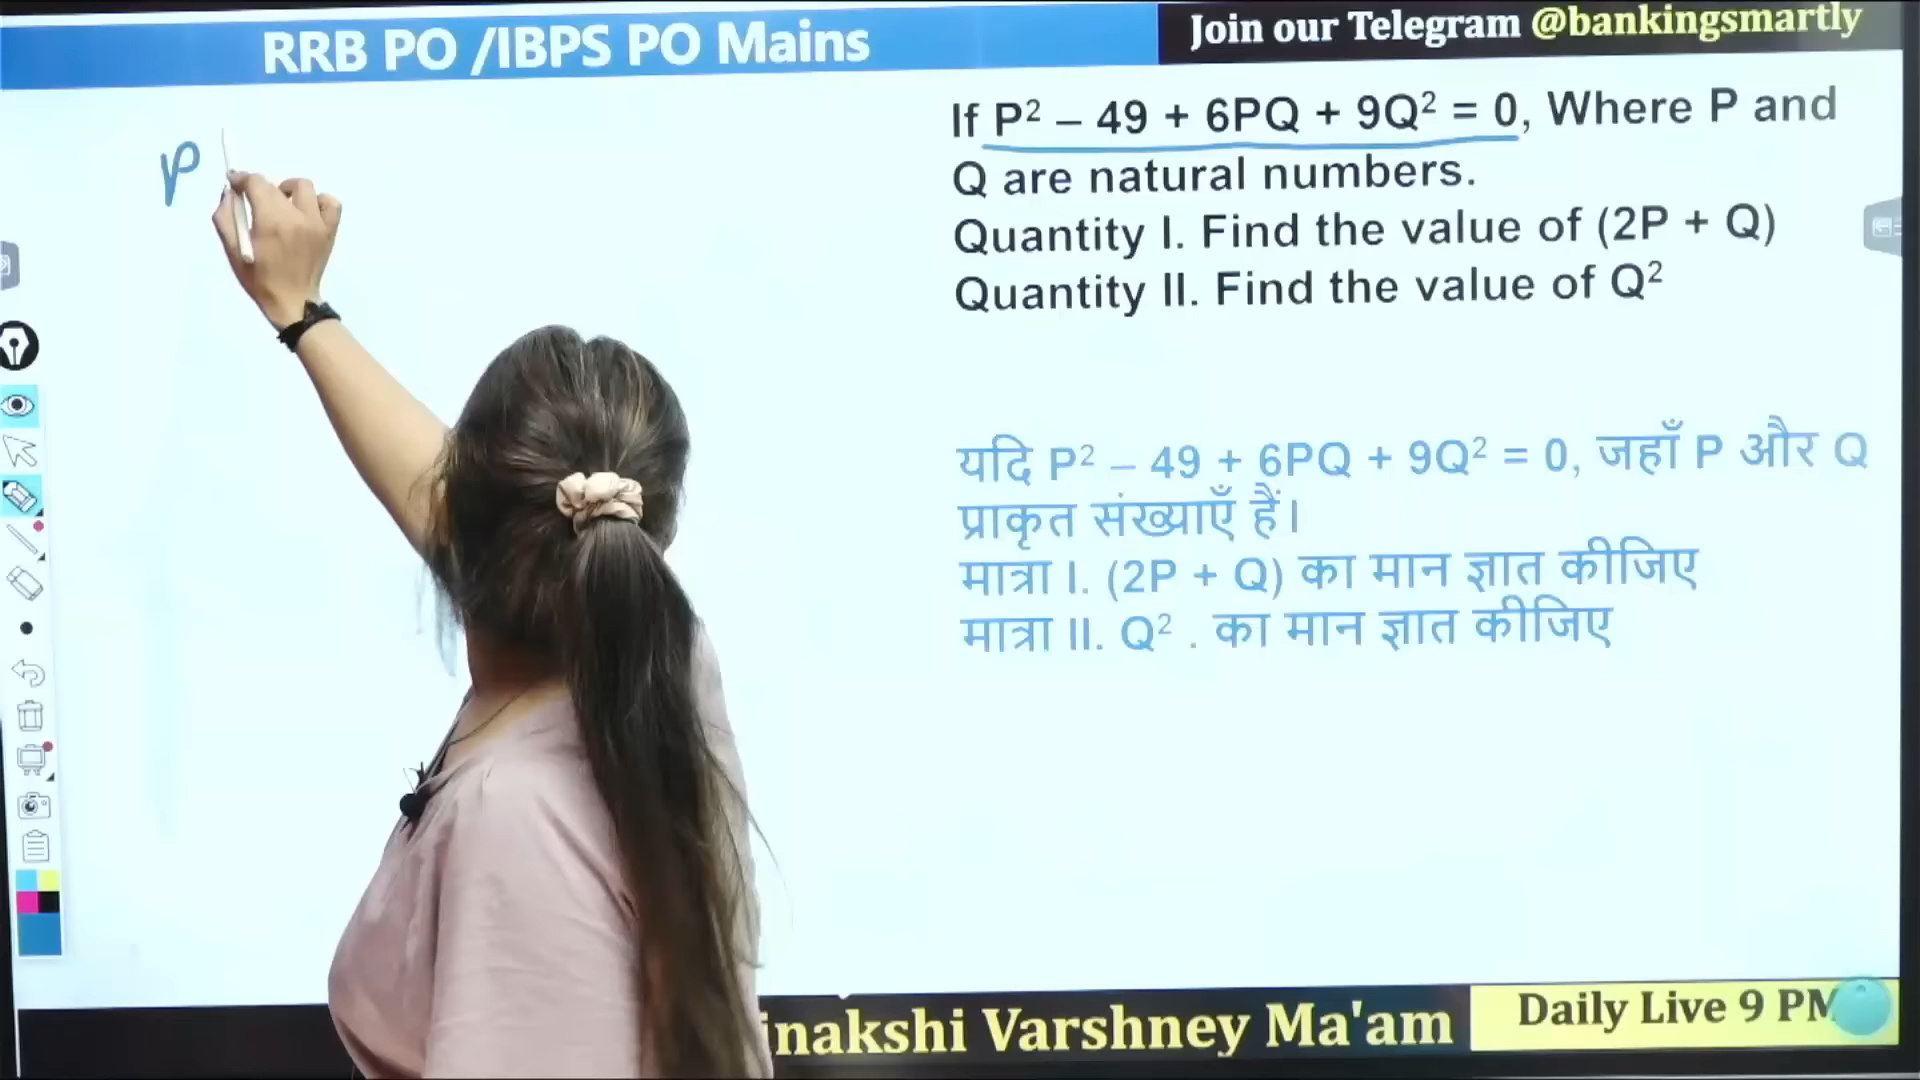 RRB PO /IBPS PO Mains
Join our Telegram @bankingsmartly
P
If P² – 49 + 6PQ + 9Q² = 0, Where P and
Q are natural numbers.
Quantity I. Find the value of (2P + Q)
Quantity II. Find the value of Q²
यदि P² – 49 + 6PQ + 9Q² = 0, जहाँ P और Q
प्राकृत संख्याएँ हैं।
मात्रा I. (2P + Q) का मान ज्ञात कीजिए
मात्रा II. Q² . का मान ज्ञात कीजिए
inakshi Varshney Ma'am
Daily Live 9 PM